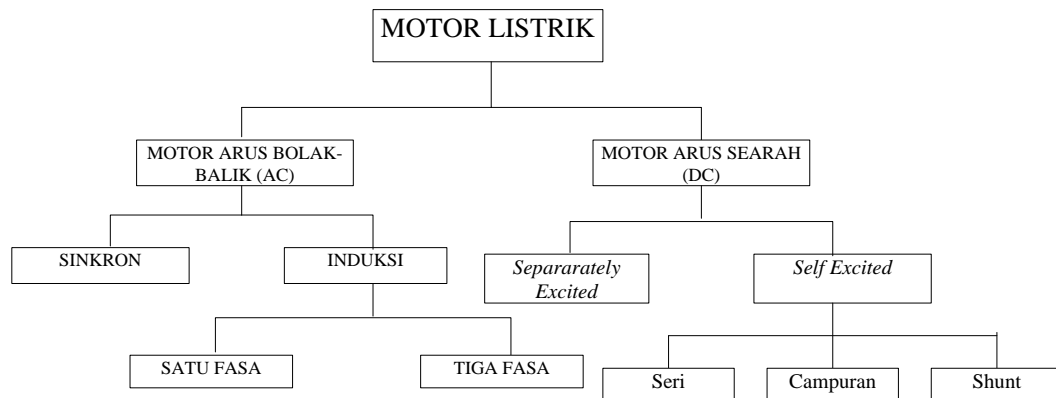 MOTOR LISTRIK
MOTOR ARUS BOLAK-
BALIK (AC)
MOTOR ARUS SEARAH
(DC)
SINKRON
INDUKSI
Separarately
Excited
Self Excited
SATU FASA
TIGA FASA
Seri
Campuran
Shunt